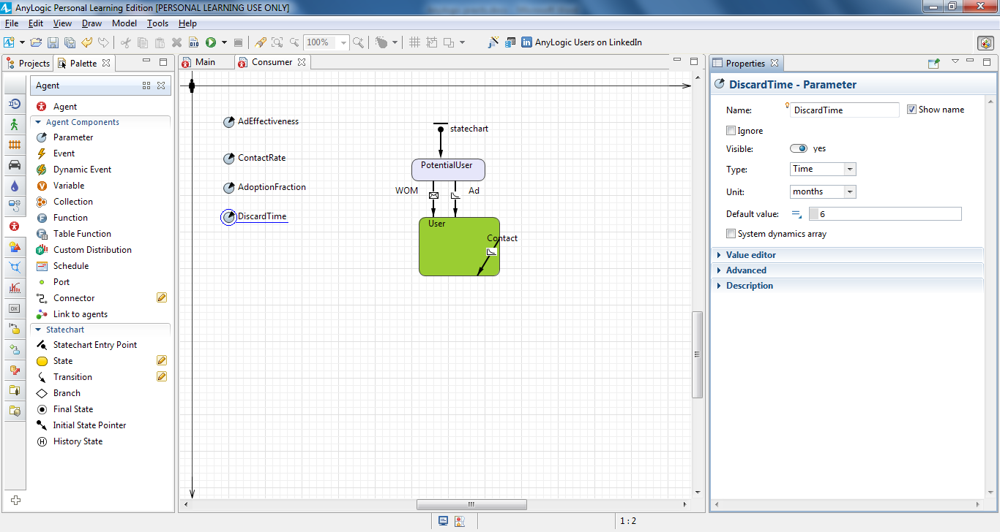 AnyLogic Personal Learning Edition [PERSONAL LEARNING USE ONLY]
File Edit View Draw Model Tools Help
100%
AnyLogic Users on LinkedIn
Projects
Palette
Agent
Agent
Agent Components
Parameter
Event
Dynamic Event
Variable
Collection
Function
Table Function
Custom Distribution
Schedule
Port
Connector
Link to agents
Statechart
Statechart Entry Point
State
Transition
Branch
Final State
Initial State Pointer
History State
Main
Consumer
AdEffectiveness
ContactRate
AdoptionFraction
DiscardTime
statechart
PotentialUser
WOM
Ad
User
Contact
Properties
DiscardTime - Parameter
Name: DiscardTime Show name
Ignore
Visible: yes
Type: Time
Unit: months
Default value: 6
System dynamics array
Value editor
Advanced
Description
1 : 2